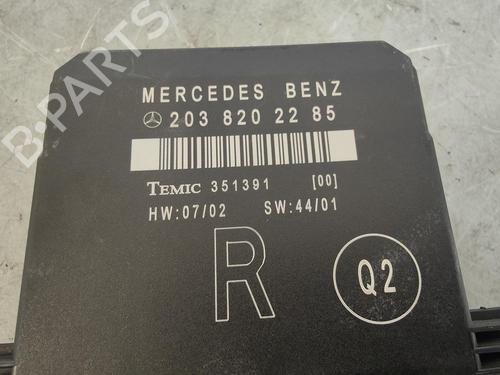 B-PARTS
MERCEDES BENZ
203 820 22 85
TEMIC 351391 [00]
HW:07/02 SW:44/01
R
Q2